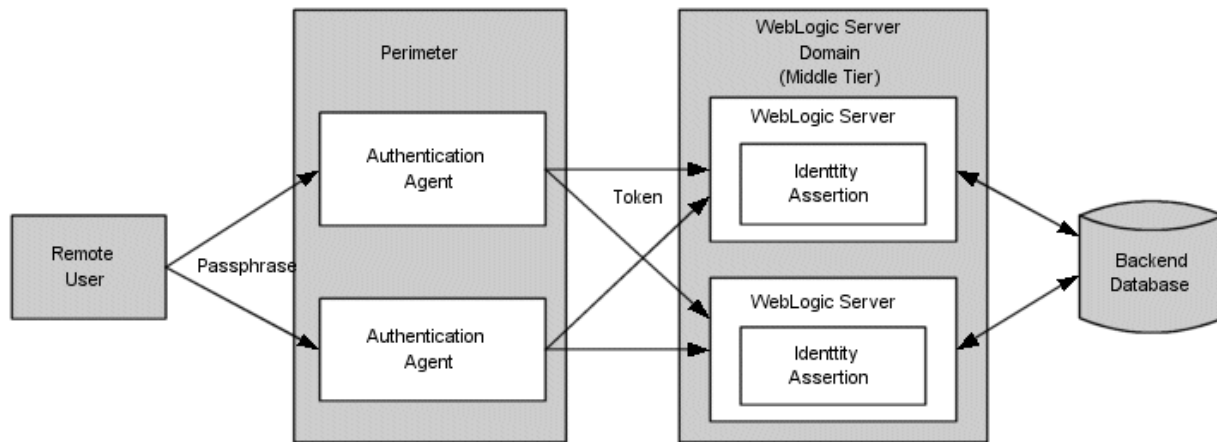 Remote
User
Passphrase
Perimeter
Authentication
Agent
Authentication
Agent
Token
WebLogic Server
Domain
(Middle Tier)
WebLogic Server
Identtity
Assertion
WebLogic Server
Identtity
Assertion
Backend
Database